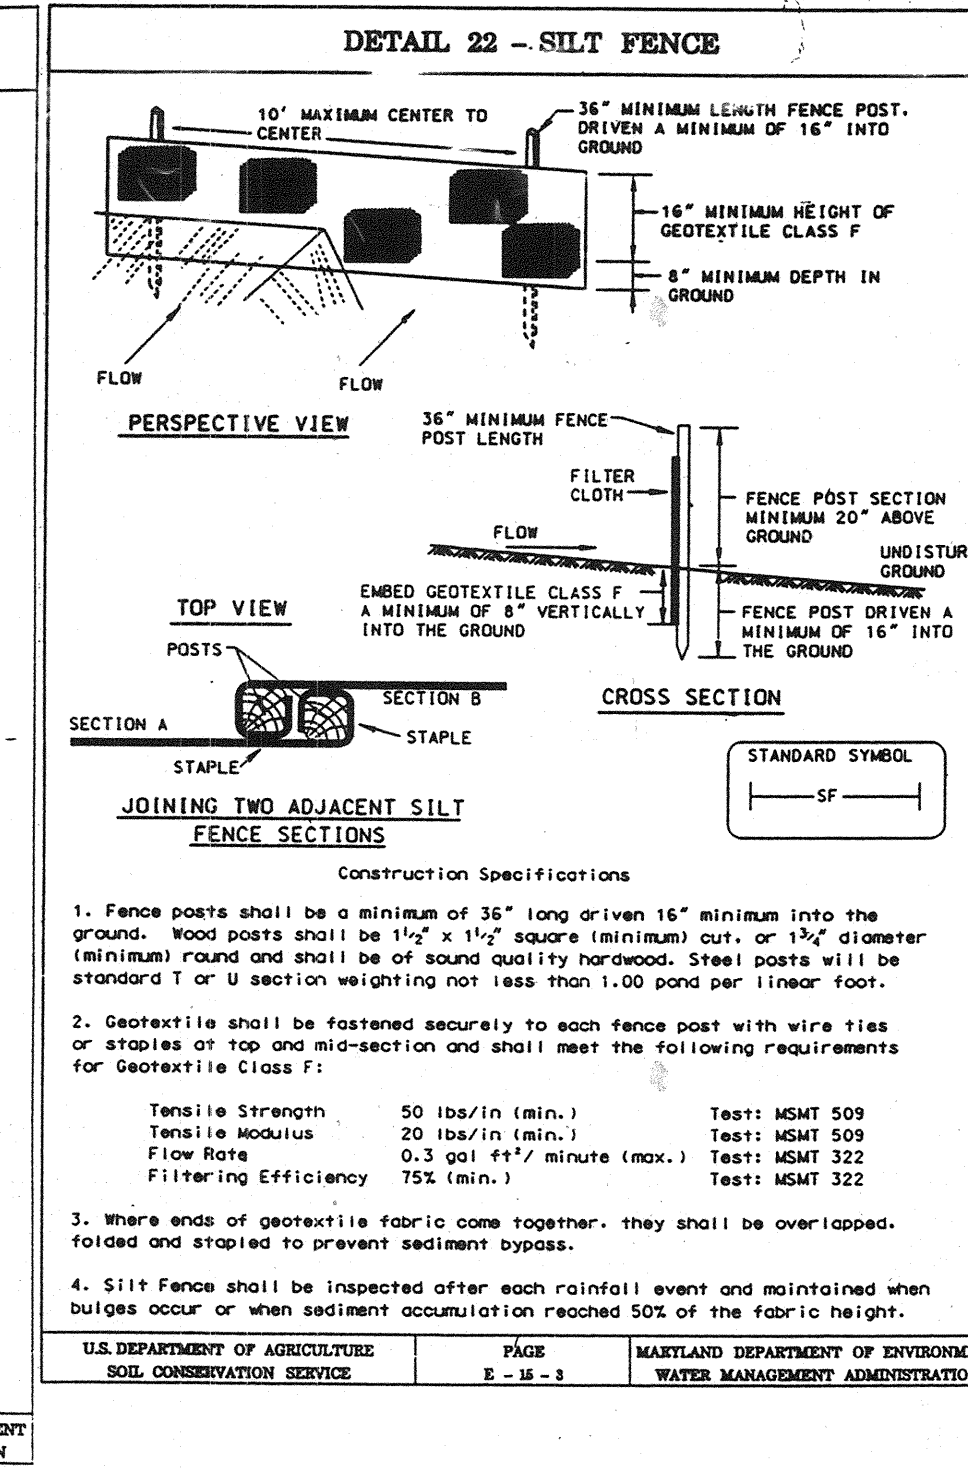 DETAIL 22 - SILT FENCE
10' MAXIMUM CENTER TO
CENTER
36" MINIMUM LENGTH FENCE POST.
DRIVEN A MINIMUM OF 16" INTO
GROUND
16" MINIMUM HEIGHT OF
GEOTEXTILE CLASS F
8" MINIMUM DEPTH IN
GROUND
FLOW
FLOW
PERSPECTIVE VIEW
36" MINIMUM FENCE
POST LENGTH
FILTER
CLOTH
FENCE POST SECTION
MINIMUM 20" ABOVE
GROUND
FLOW
UNDISTUR
GROUND
EMBED GEOTEXTILE CLASS F
A MINIMUM OF 8" VERTICALLY
INTO THE GROUND
FENCE POST DRIVEN A
MINIMUM OF 16" INTO
THE GROUND
CROSS SECTION
TOP VIEW
POSTS
SECTION B
SECTION A
STAPLE
STAPLE
JOINING TWO ADJACENT SILT
FENCE SECTIONS
STANDARD SYMBOL
SF
Construction Specifications
1. Fence posts shall be a minimum of 36" long driven 16" minimum into the
ground. Wood posts shall be 1½" x 1½" square (minimum) cut. or 1¾" diameter
(minimum) round and shall be of sound quality hardwood. Steel posts will be
standard T or U section weighting not less than 1.00 pond per linear foot.
2. Geotextile shall be fastened securely to each fence post with wire ties
or staples at top and mid-section and shall meet the following requirements
for Geotextile Class F:
Tensile Strength 50 lbs/in (min.) Test: MSMT 509
Tensile Modulus 20 lbs/in (min.) Test: MSMT 509
Flow Rate 0.3 gal ft²/ minute (max.) Test: MSMT 322
Filtering Efficiency 75% (min.) Test: MSMT 322
3. Where ends of geotextile fabric come together. they shall be overlapped.
folded and stapled to prevent sediment bypass.
4. Silt Fence shall be inspected after each rainfall event and maintained when
bulges occur or when sediment accumulation reached 50% of the fabric height.
U.S. DEPARTMENT OF AGRICULTURE
SOIL CONSERVATION SERVICE
PAGE
E - 15 - 3
MARYLAND DEPARTMENT OF ENVIRONM
WATER MANAGEMENT ADMINISTRATIO
ENT
N